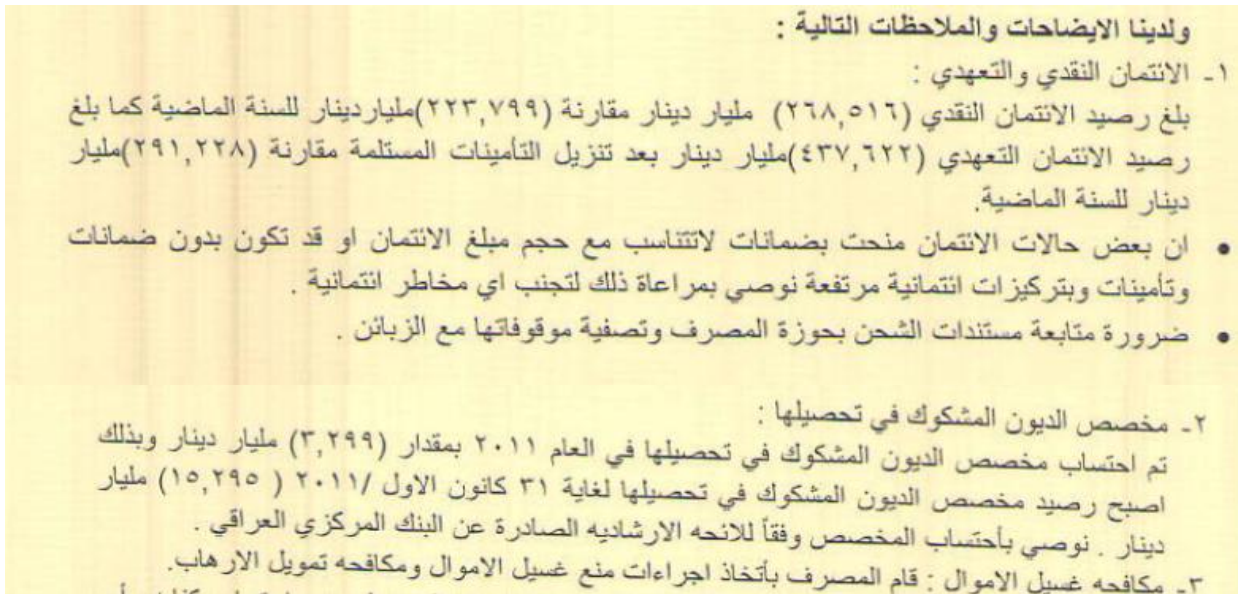 ولدينا الايضاحات والملاحظات التالية :
١- الائتمان النقدي والتعهدي :
بلغ رصيد الائتمان النقدي (٢٦٨,٥١٦) مليار دينار مقارنة (٢٢٣,٧٩٩)ملياردينار للسنة الماضية كما بلغ
رصيد الائتمان التعهدي (٤٣٧,٦٢٢)مليار دينار بعد تنزيل التأمينات المستلمة مقارنة (٢٩١,٢٢٨)مليار
دينار للسنة الماضية.
• ان بعض حالات الائتمان منحت بضمانات لاتتناسب مع حجم مبلغ الائتمان او قد تكون بدون ضمانات
وتأمينات وبتركيزات ائتمانية مرتفعة نوصي بمراعاة ذلك لتجنب اي مخاطر ائتمانية .
• ضرورة متابعة مستندات الشحن بحوزة المصرف وتصفية موقوفاتها مع الزبائن .
٢- مخصص الديون المشكوك في تحصيلها :
تم احتساب مخصص الديون المشكوك في تحصيلها في العام ٢٠١١ بمقدار (٣,٢٩٩) مليار دينار وبذلك
اصبح رصيد مخصص الديون المشكوك في تحصيلها لغاية ٣١ كانون الاول /٢٠١١ ( ١٥,٢٩٥) مليار
دينار . نوصي بأحتساب المخصص وفقاً للانحه الارشاديه الصادرة عن البنك المركزي العراقي .
٣- مكافحه غسيل الاموال : قام المصرف بأتخاذ اجراءات منع غسيل الاموال ومكافحه تمويل الارهاب.